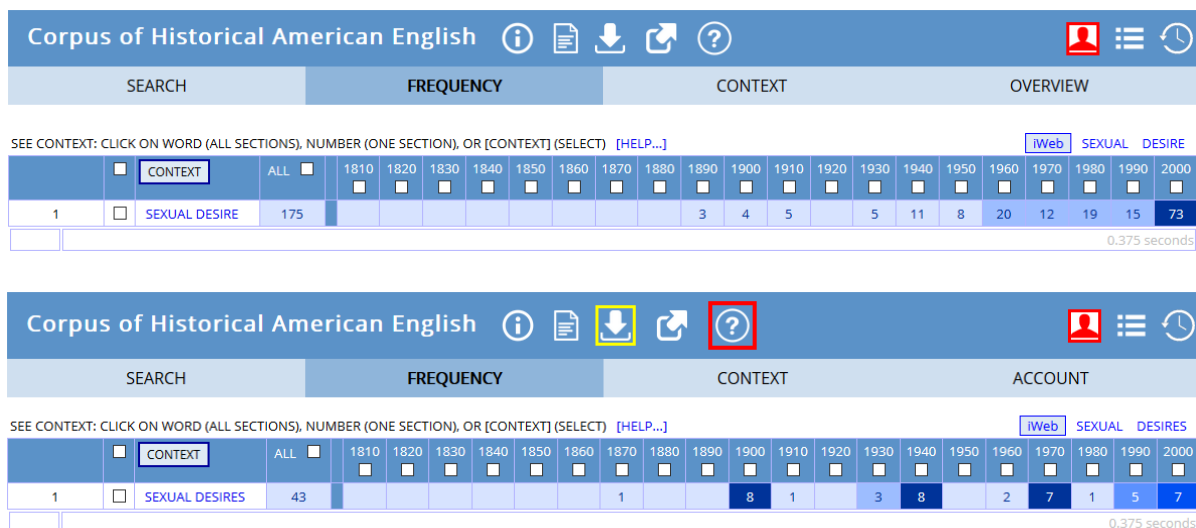 Corpus of Historical American English
SEARCH FREQUENCY CONTEXT OVERVIEW
SEE CONTEXT: CLICK ON WORD (ALL SECTIONS), NUMBER (ONE SECTION), OR [CONTEXT] (SELECT) [HELP...] iWeb SEXUAL DESIRE
CONTEXT ALL 1810 1820 1830 1840 1850 1860 1870 1880 1890 1900 1910 1920 1930 1940 1950 1960 1970 1980 1990 2000
1 SEXUAL DESIRE 175 3 4 5 5 11 8 20 12 19 15 73
0.375 seconds
Corpus of Historical American English
SEARCH FREQUENCY CONTEXT ACCOUNT
SEE CONTEXT: CLICK ON WORD (ALL SECTIONS), NUMBER (ONE SECTION), OR [CONTEXT] (SELECT) [HELP...] iWeb SEXUAL DESIRES
CONTEXT ALL 1810 1820 1830 1840 1850 1860 1870 1880 1890 1900 1910 1920 1930 1940 1950 1960 1970 1980 1990 2000
1 SEXUAL DESIRES 43 1 8 1 3 8 2 7 1 5 7
0.375 seconds